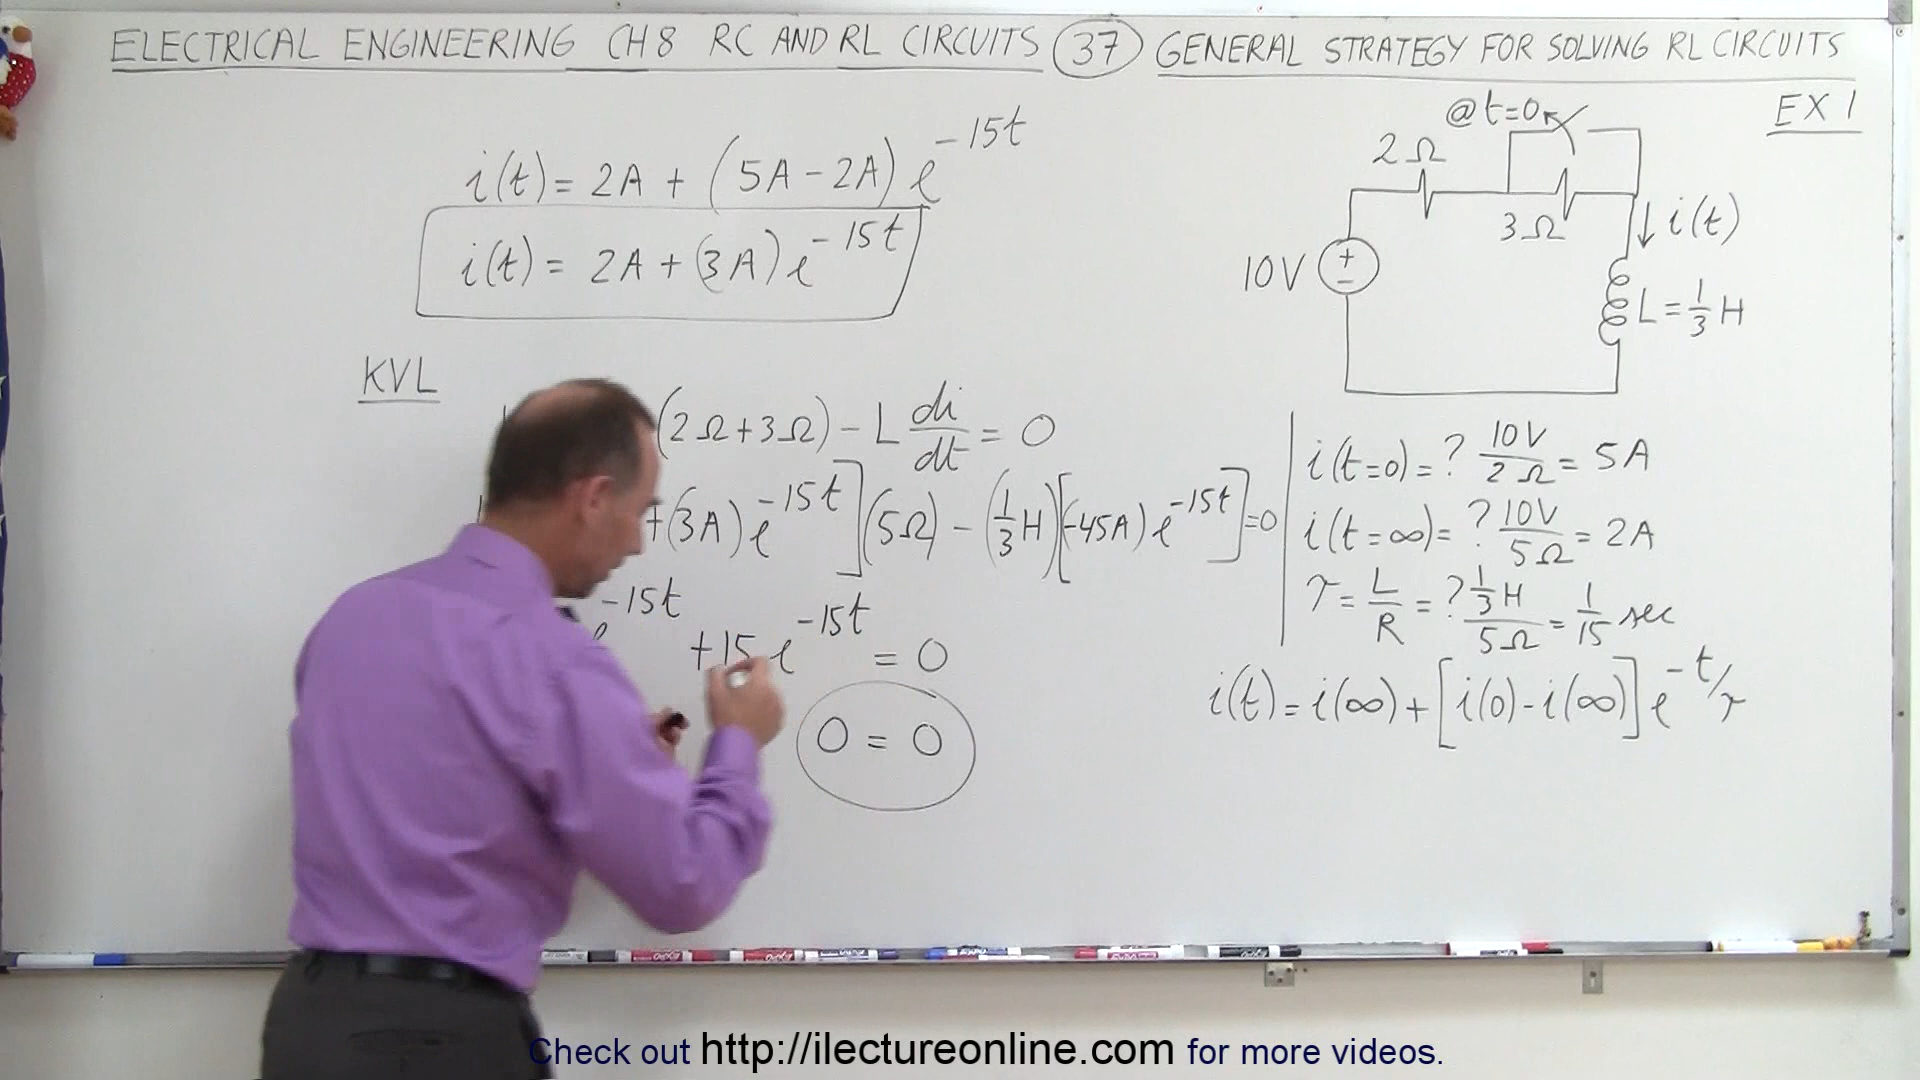 ELECTRICAL ENGINEERING CH 8 RC AND RL CIRCUITS 37 GENERAL STRATEGY FOR SOLVING RL CIRCUITS
EX 1
i(t) = 2A + (5A - 2A) e^{-15t}
i(t) = 2A + (3A) e^{-15t}
KVL
(2Ω + 3Ω) - L di/dt = 0
+(3A) e^{-15t}](5Ω) - (1/3 H)[(-45A) e^{-15t}] = 0
e^{-15t} + 15 e^{-15t} = 0
0 = 0
@ t=0
2Ω
3Ω
i(t)
10V
+
−
L = 1/3 H
i(t=0) = ? 10V/2Ω = 5A
i(t=∞) = ? 10V/5Ω = 2A
τ = L/R = ? 1/3 H/5Ω = 1/15 sec
i(t) = i(∞) + [i(0) - i(∞)] e^{-t/τ}
Check out http://ilectureonline.com for more videos.